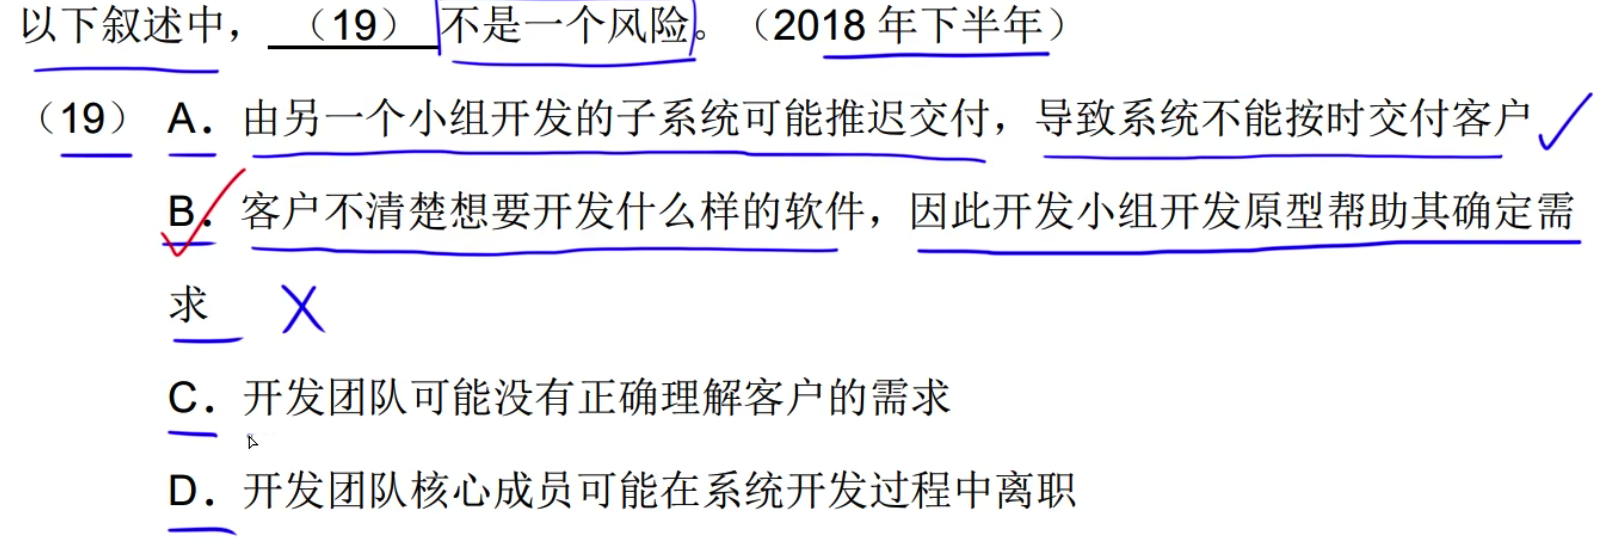 以下叙述中，（19）不是一个风险。（2018 年下半年）
（19） A. 由另一个小组开发的子系统可能推迟交付，导致系统不能按时交付客户
B. 客户不清楚想要开发什么样的软件，因此开发小组开发原型帮助其确定需
求
C. 开发团队可能没有正确理解客户的需求
D. 开发团队核心成员可能在系统开发过程中离职